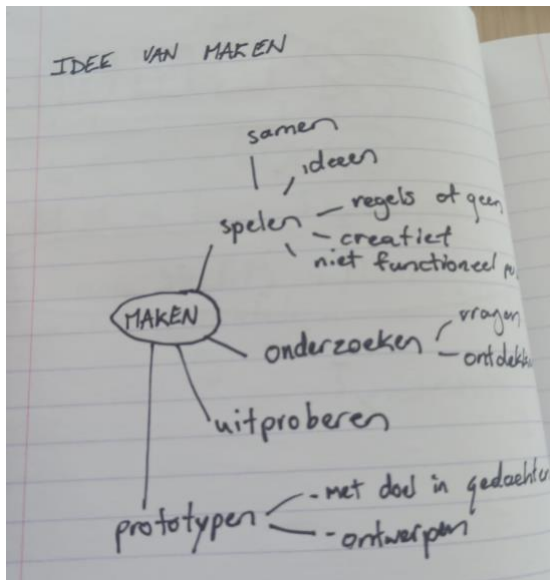 IDEE VAN MAKEN
samen
ideeen
spelen
regels of geen
creatief
niet functioneel
MAKEN
onderzoeken
vragen
uitproberen
prototypen
- met doel in
- ontwerpen